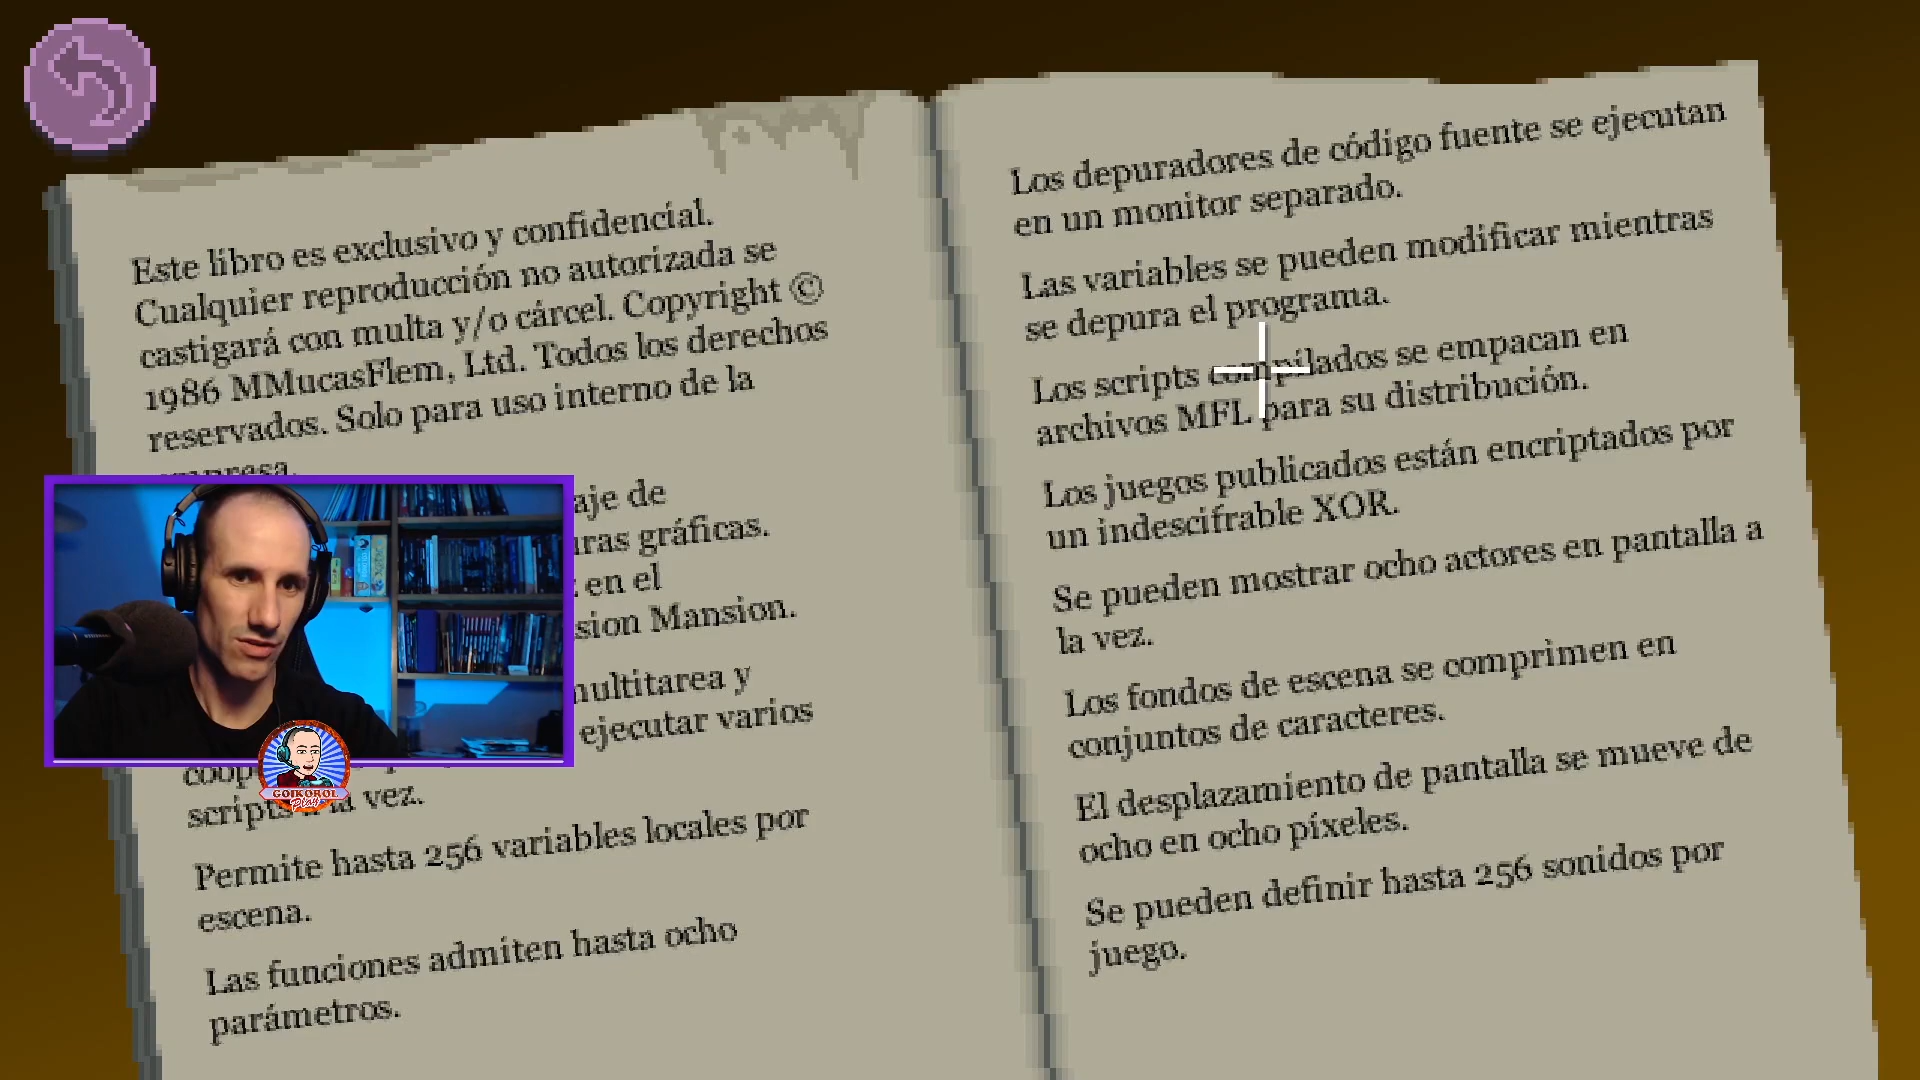 Este libro es exclusivo y confidencial.
Cualquier reproducción no autorizada se
castigará con multa y/o cárcel. Copyright ©
1986 MMucasFlem, Ltd. Todos los derechos
reservados. Solo para uso interno de la
empresa.
de
gráficas.
en el
Mansion.
multitarea y
ejecutar varios
scripts a la vez.
Permite hasta 256 variables locales por
escena.
Las funciones admiten hasta ocho
parámetros.
Los depuradores de código fuente se ejecutan
en un monitor separado.
Las variables se pueden modificar mientras
se depura el programa.
Los scripts compilados se empacan en
archivos MFL para su distribución.
Los juegos publicados están encriptados por
un indescifrable XOR.
Se pueden mostrar ocho actores en pantalla a
la vez.
Los fondos de escena se comprimen en
conjuntos de caracteres.
El desplazamiento de pantalla se mueve de
ocho en ocho píxeles.
Se pueden definir hasta 256 sonidos por
juego.
GOIKOROL
Play